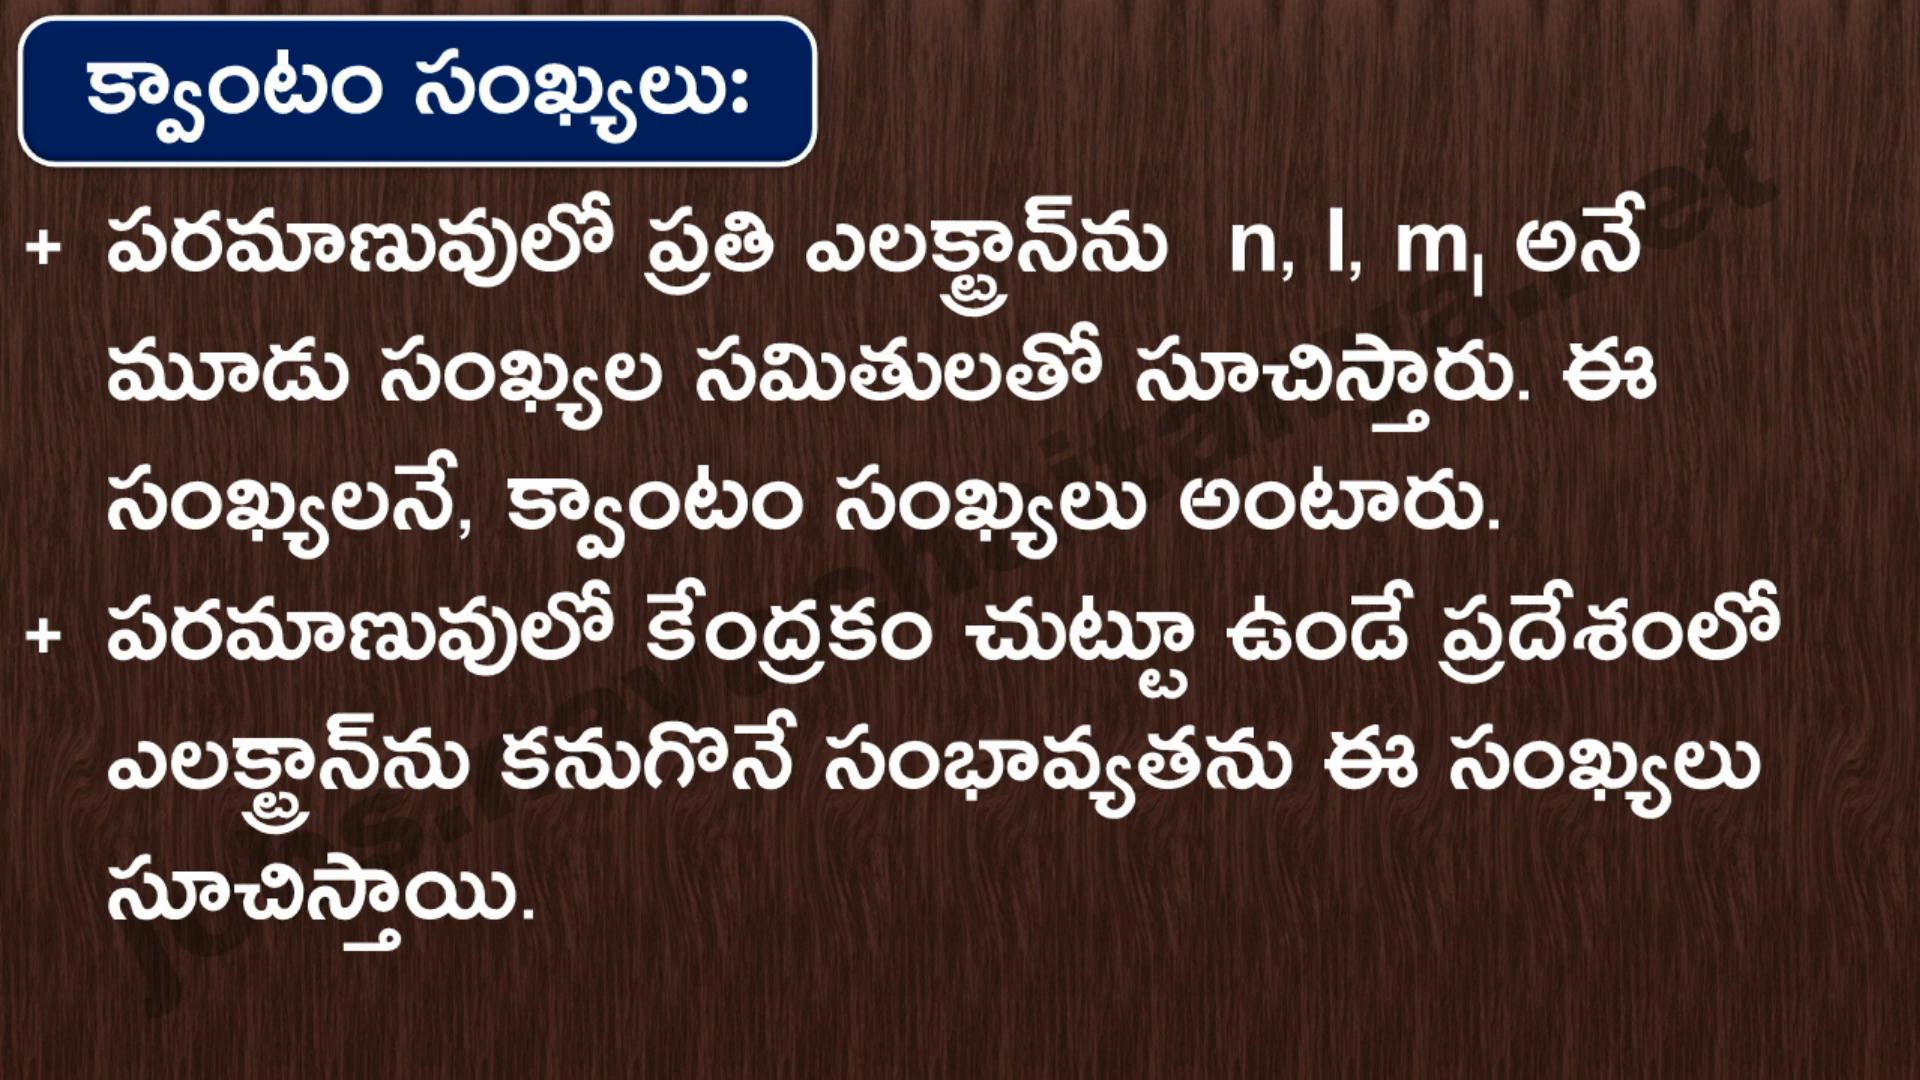 క్వాంటం సంఖ్యలు:
+ పరమాణువులో ప్రతి ఎలక్ట్రాన్‌ను n, l, mₗ అనే
మూడు సంఖ్యల సమితులతో సూచిస్తారు. ఈ
సంఖ్యలనే, క్వాంటం సంఖ్యలు అంటారు.
+ పరమాణువులో కేంద్రకం చుట్టూ ఉండే ప్రదేశంలో
ఎలక్ట్రాన్‌ను కనుగొనే సంభావ్యతను ఈ సంఖ్యలు
సూచిస్తాయి.